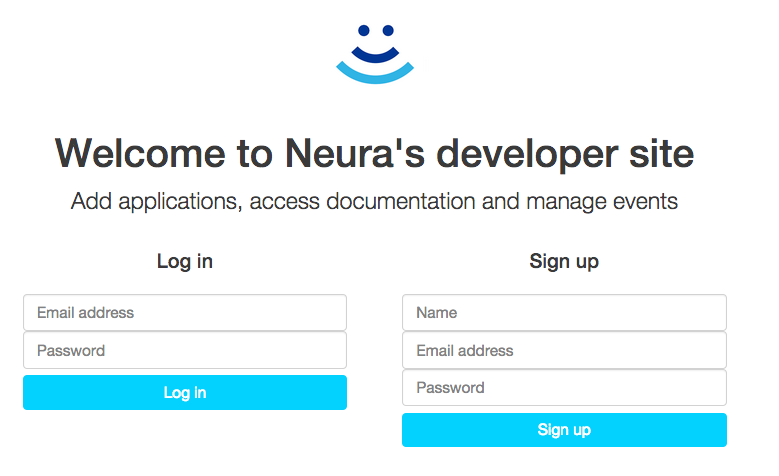 Welcome to Neura's developer site
Add applications, access documentation and manage events
Log in
Email address
Password
Log in
Sign up
Name
Email address
Password
Sign up